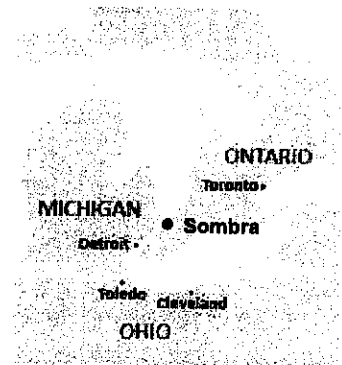 ONTARIO
Toronto
MICHIGAN
Sombra
Detroit
Toledo
Cleveland
OHIO